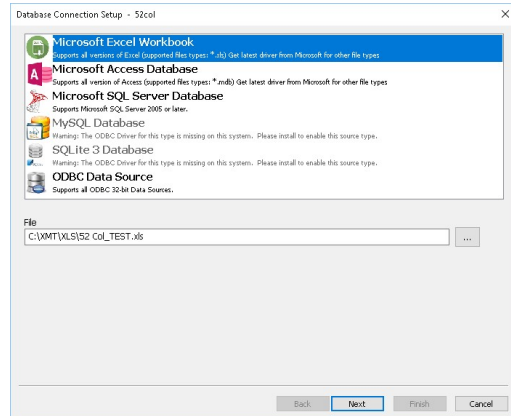 Database Connection Setup - 52col
Microsoft Excel Workbook
Supports all versions of Excel (supported files types: *.xls) Get latest driver from Microsoft for other file types
Microsoft Access Database
Supports all version of Access (supported files types: *.mdb) Get latest driver from Microsoft for other file types
Microsoft SQL Server Database
Supports Microsoft SQL Server 2005 or later.
MySQL Database
Warning: The ODBC Driver for this type is missing on this system. Please install to enable this source type.
SQLite 3 Database
Warning: The ODBC Driver for this type is missing on this system. Please install to enable this source type.
ODBC Data Source
Supports all ODBC 32-bit Data Sources.
File
C:\XMT\XLS\52 Col_TEST.xls
...
Back Next Finish Cancel